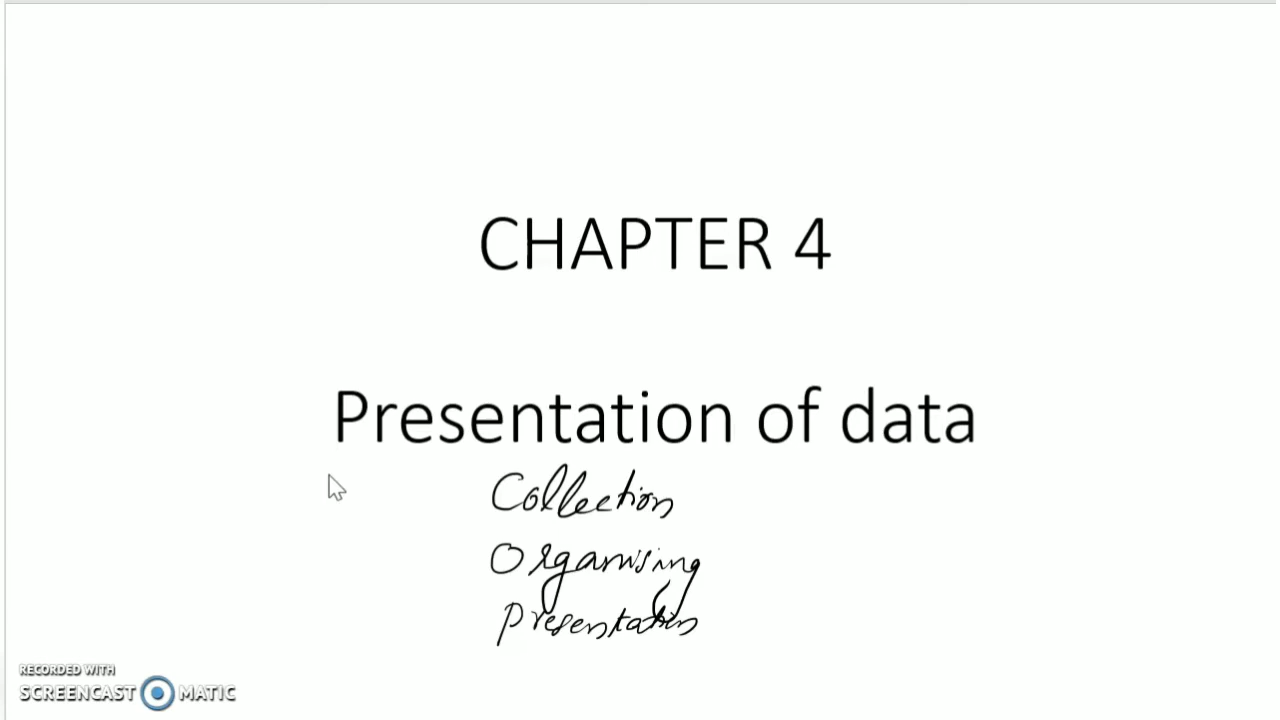 CHAPTER 4
Presentation of data
Collection
Organising
Presentation
RECORDED WITH
SCREENCAST MATIC